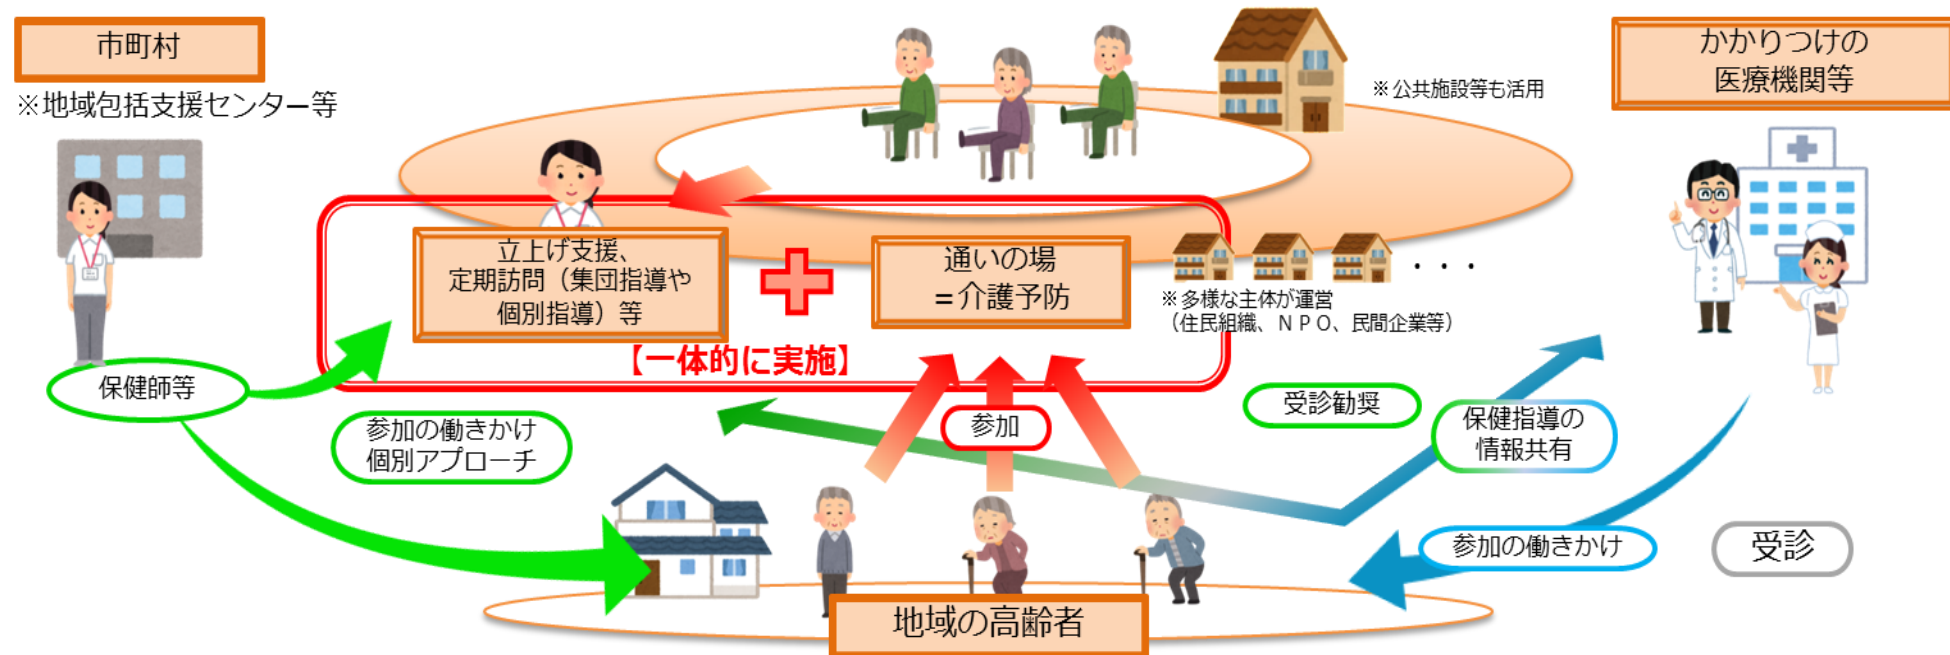 市町村
※地域包括支援センター等
※公共施設等も活用
かかりつけの
医療機関等
立上げ支援、
定期訪問（集団指導や
個別指導）等
通いの場
＝介護予防
・・・
※多様な主体が運営
（住民組織、ＮＰＯ、民間企業等）
【一体的に実施】
保健師等
参加の働きかけ
個別アプローチ
参加
受診勧奨
保健指導の
情報共有
参加の働きかけ
受診
地域の高齢者